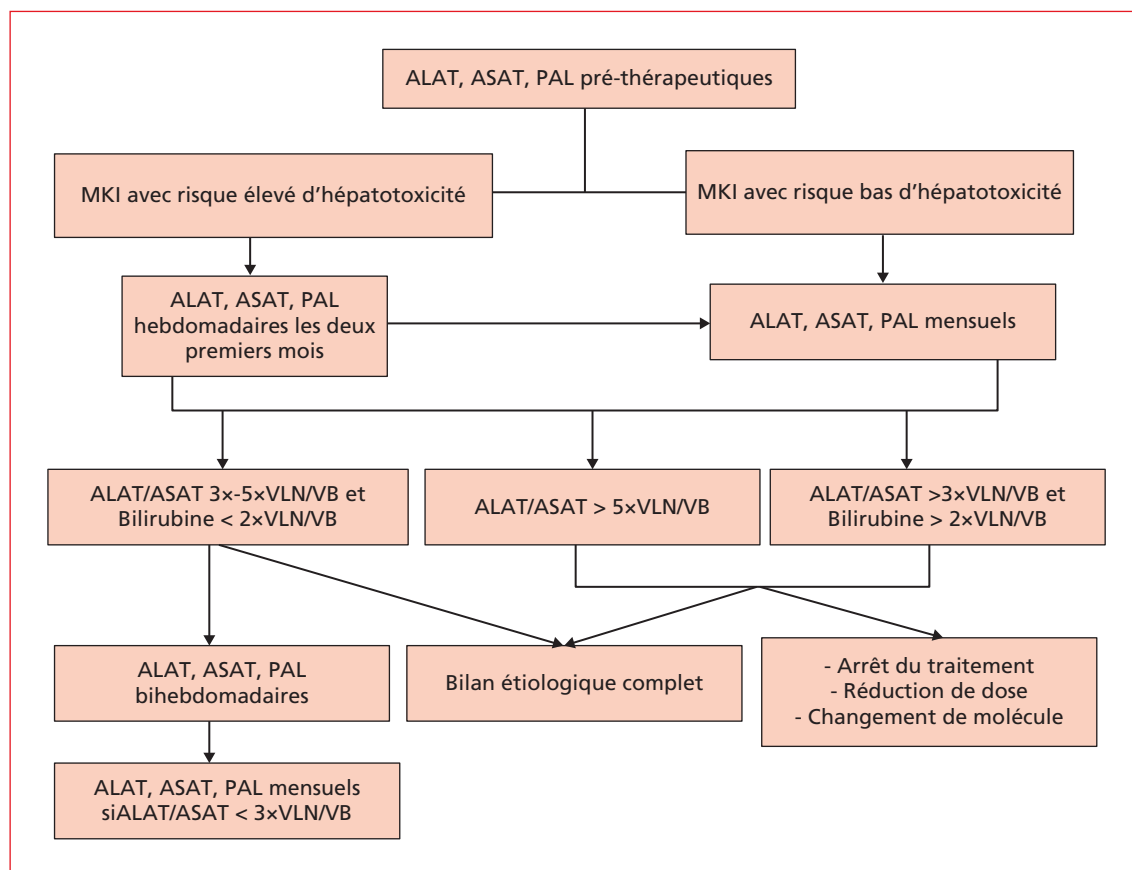 ALAT, ASAT, PAL pré-thérapeutiques
MKI avec risque élevé d’hépatotoxicité
MKI avec risque bas d’hépatotoxicité
ALAT, ASAT, PAL
hebdomadaires les deux
premiers mois
ALAT, ASAT, PAL mensuels
ALAT/ASAT 3×-5×VLN/VB et
Bilirubine < 2×VLN/VB
ALAT/ASAT > 5×VLN/VB
ALAT/ASAT >3×VLN/VB et
Bilirubine > 2×VLN/VB
ALAT, ASAT, PAL
bihebdomadaires
Bilan étiologique complet
- Arrêt du traitement
- Réduction de dose
- Changement de molécule
ALAT, ASAT, PAL mensuels
siALAT/ASAT < 3×VLN/VB